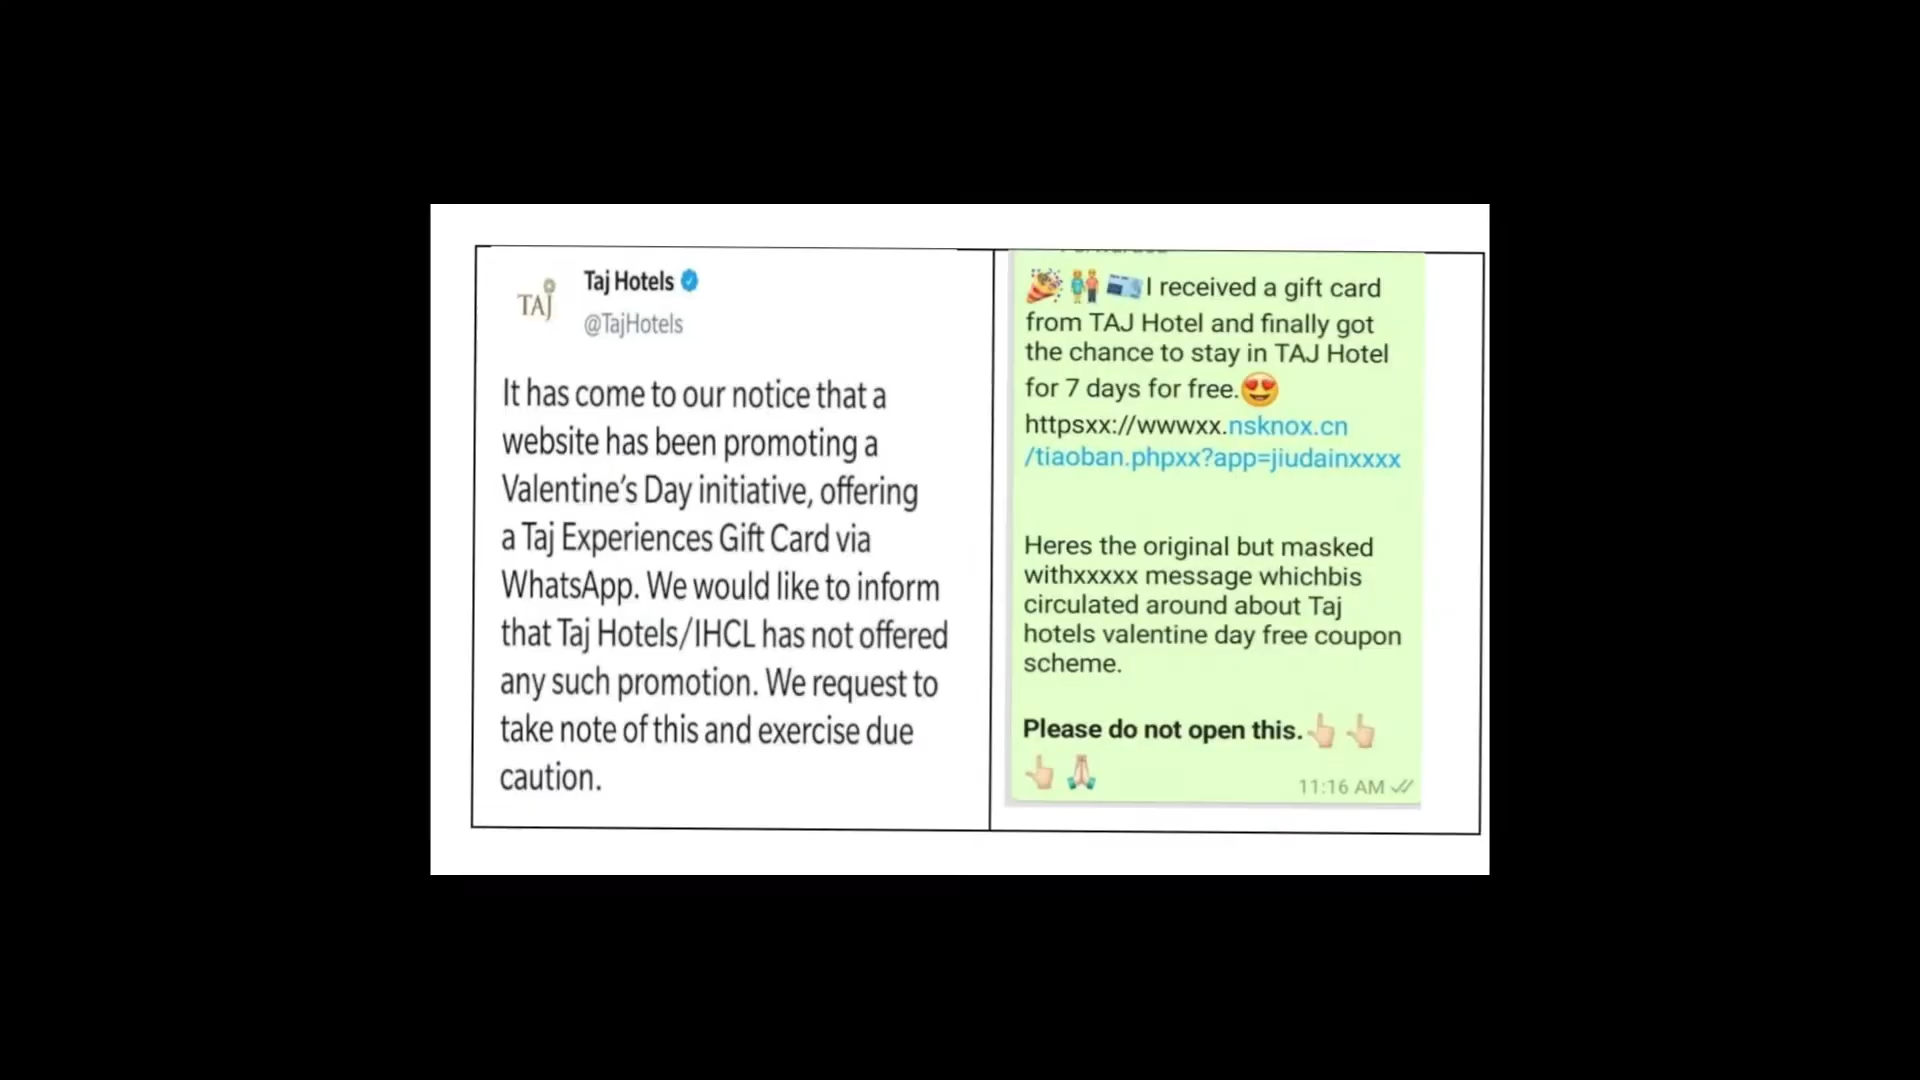 TAJ
Taj Hotels
@TajHotels
It has come to our notice that a
website has been promoting a
Valentine's Day initiative, offering
a Taj Experiences Gift Card via
WhatsApp. We would like to inform
that Taj Hotels/IHCL has not offered
any such promotion. We request to
take note of this and exercise due
caution.
I received a gift card
from TAJ Hotel and finally got
the chance to stay in TAJ Hotel
for 7 days for free.
httpsxx://wwwxx.nsknox.cn
/tiaoban.phpxx?app=jiudainxxxx
Heres the original but masked
withxxxxx message whichbis
circulated around about Taj
hotels valentine day free coupon
scheme.
Please do not open this.
11:16 AM